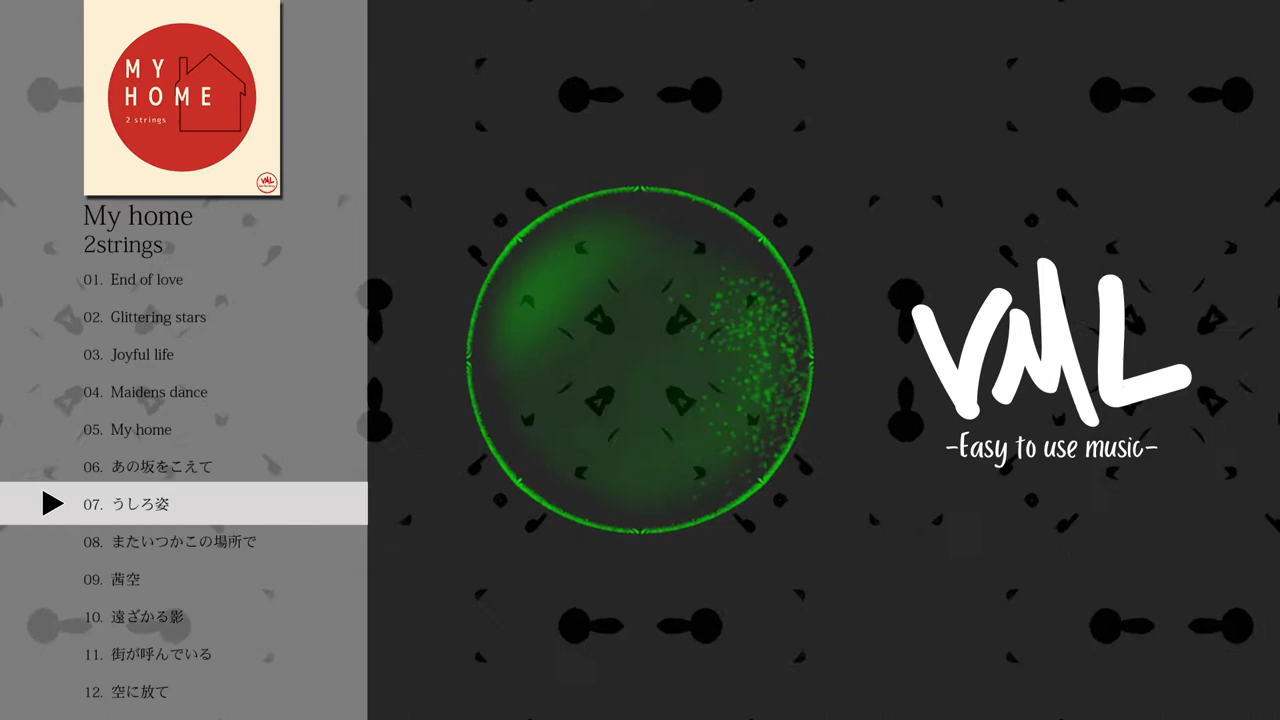 MY
HOME
2 strings
VML
My home
2strings
01. End of love
02. Glittering stars
03. Joyful life
04. Maidens dance
05. My home
06. あの坂をこえて
07. うしろ姿
08. またいつかこの場所で
09. 茜空
10. 遠ざかる影
11. 街が呼んでいる
12. 空に放て
VML
-Easy to use music-